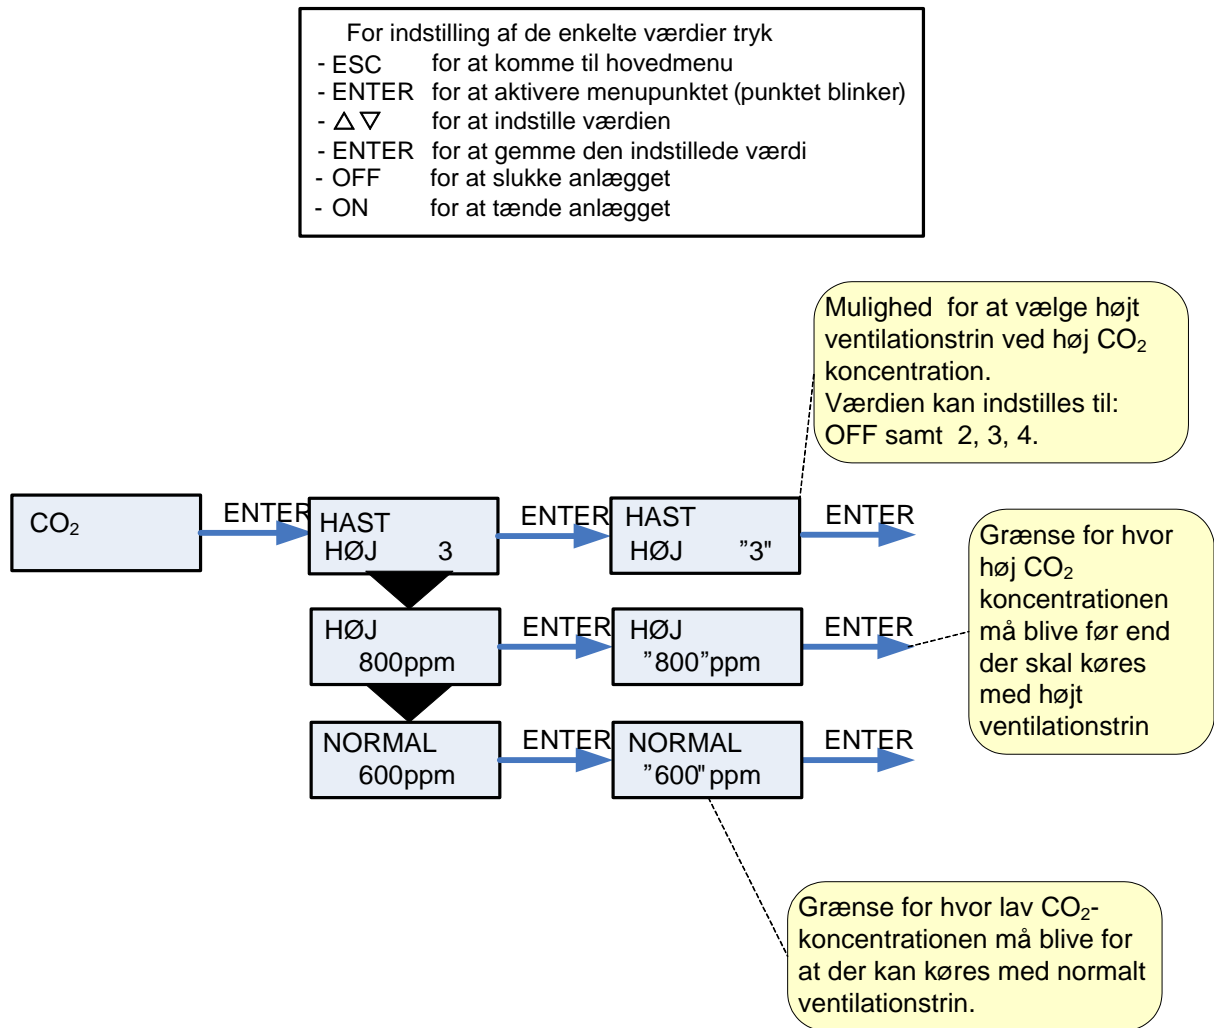 For indstilling af de enkelte værdier tryk
- ESC for at komme til hovedmenu
- ENTER for at aktivere menupunktet (punktet blinker)
- △▽ for at indstille værdien
- ENTER for at gemme den indstillede værdi
- OFF for at slukke anlægget
- ON for at tænde anlægget
Mulighed for at vælge højt
ventilationstrin ved høj CO₂
koncentration.
Værdien kan indstilles til:
OFF samt 2, 3, 4.
CO₂
ENTER
HAST
HØJ 3
ENTER
HAST
HØJ ”3"
ENTER
Grænse for hvor
høj CO₂
koncentrationen
må blive før end
der skal køres
med højt
ventilationstrin
HØJ
800ppm
ENTER
HØJ
”800”ppm
ENTER
NORMAL
600ppm
ENTER
NORMAL
”600"ppm
ENTER
Grænse for hvor lav CO₂-
koncentrationen må blive for
at der kan køres med normalt
ventilationstrin.